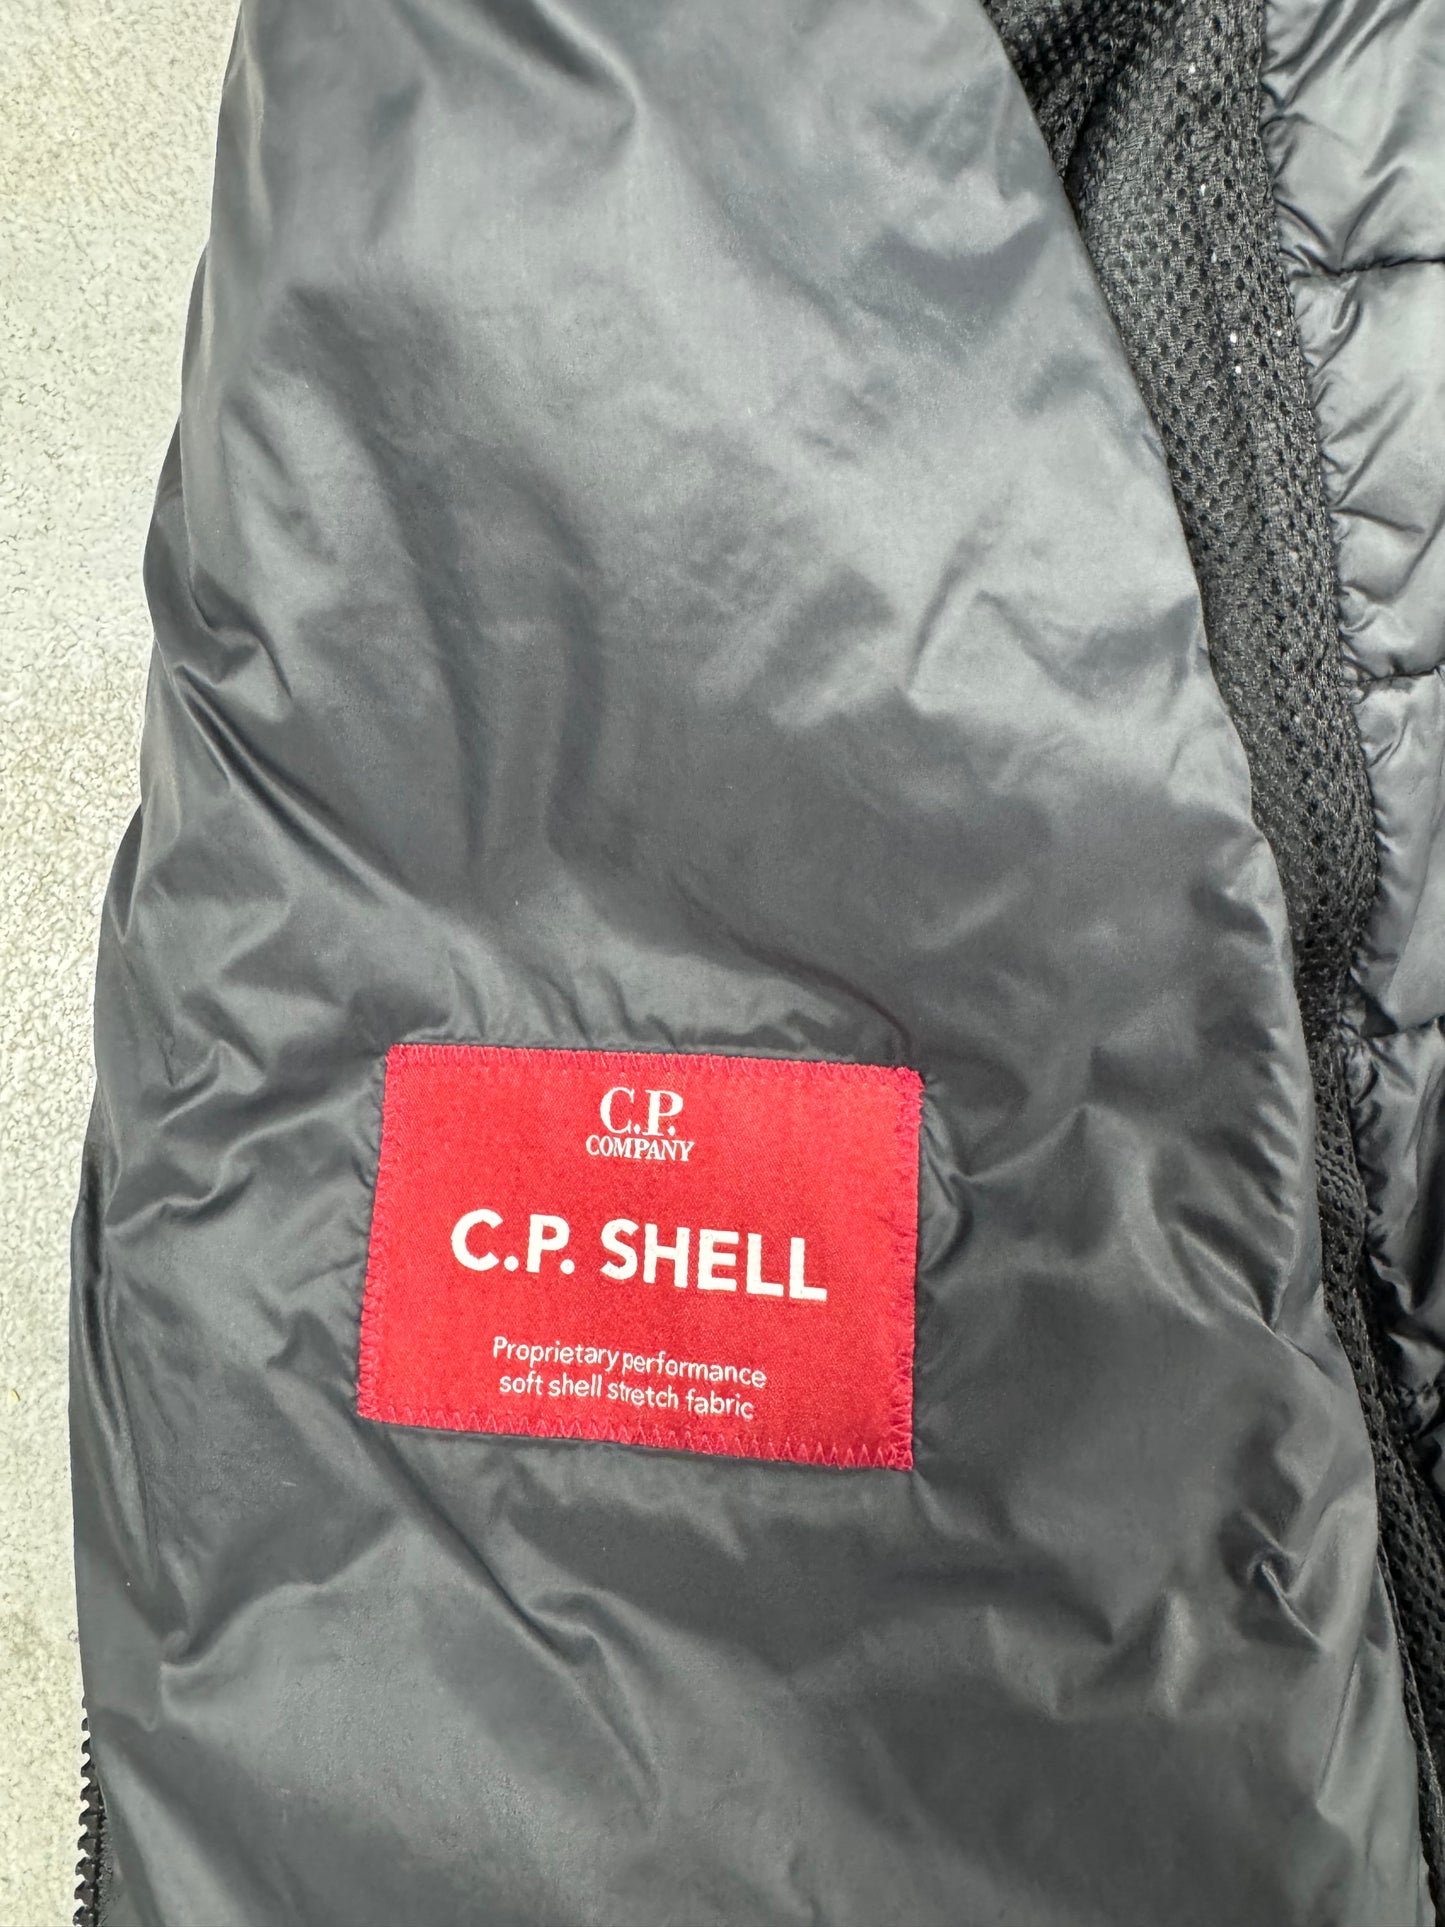 C.P.
COMPANY
C.P. SHELL
Proprietary performance
soft shell stretch fabric